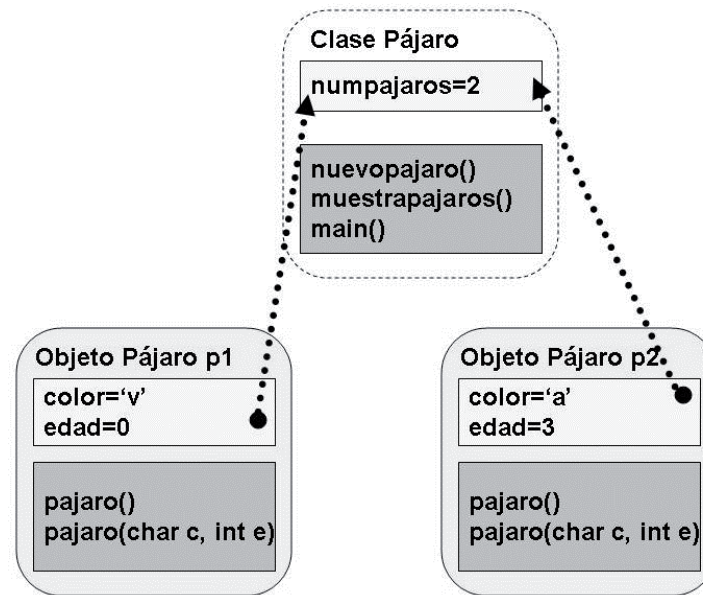 Clase Pájaro
numpajaros=2
nuevopajaro()
muestrapajaros()
main()
Objeto Pájaro p1
color=‘v’
edad=0
pajaro()
pajaro(char c, int e)
Objeto Pájaro p2
color=‘a’
edad=3
pajaro()
pajaro(char c, int e)